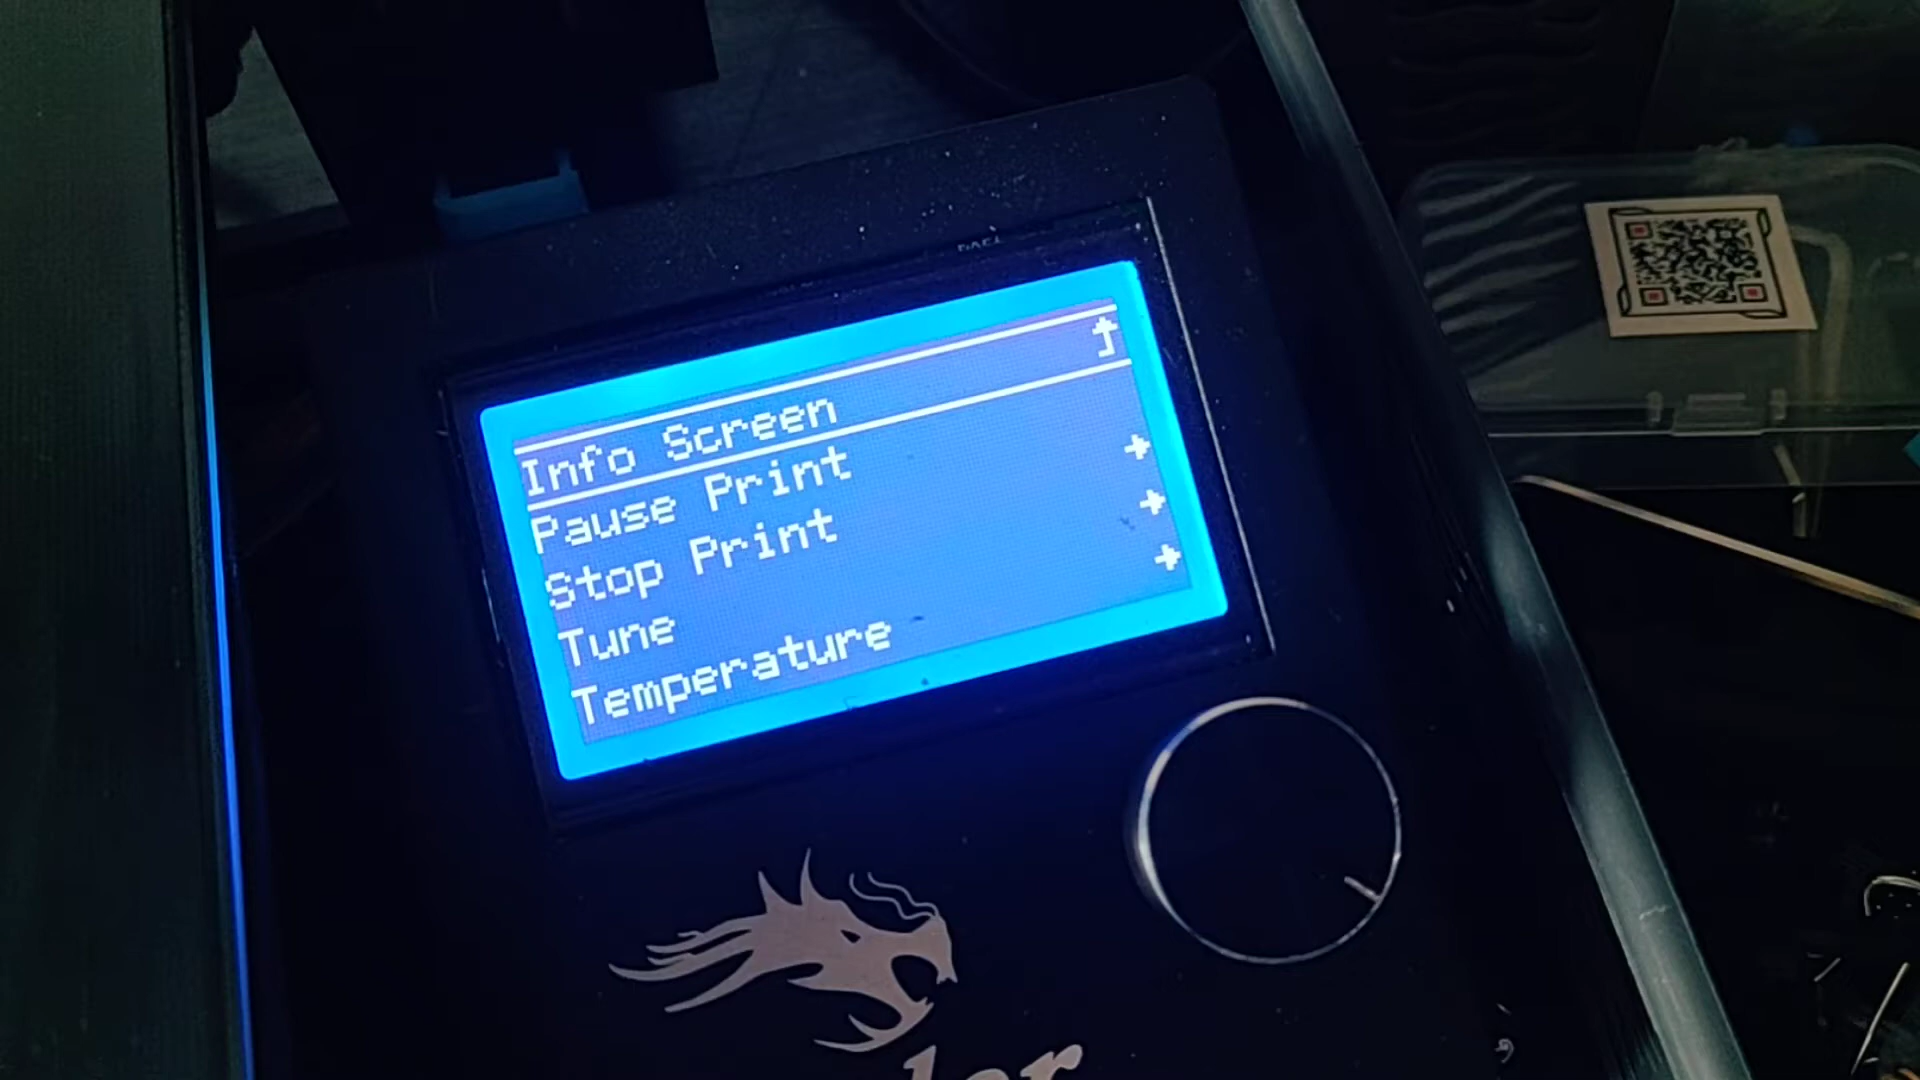 Info Screen
Pause Print
Stop Print
Tune
Temperature